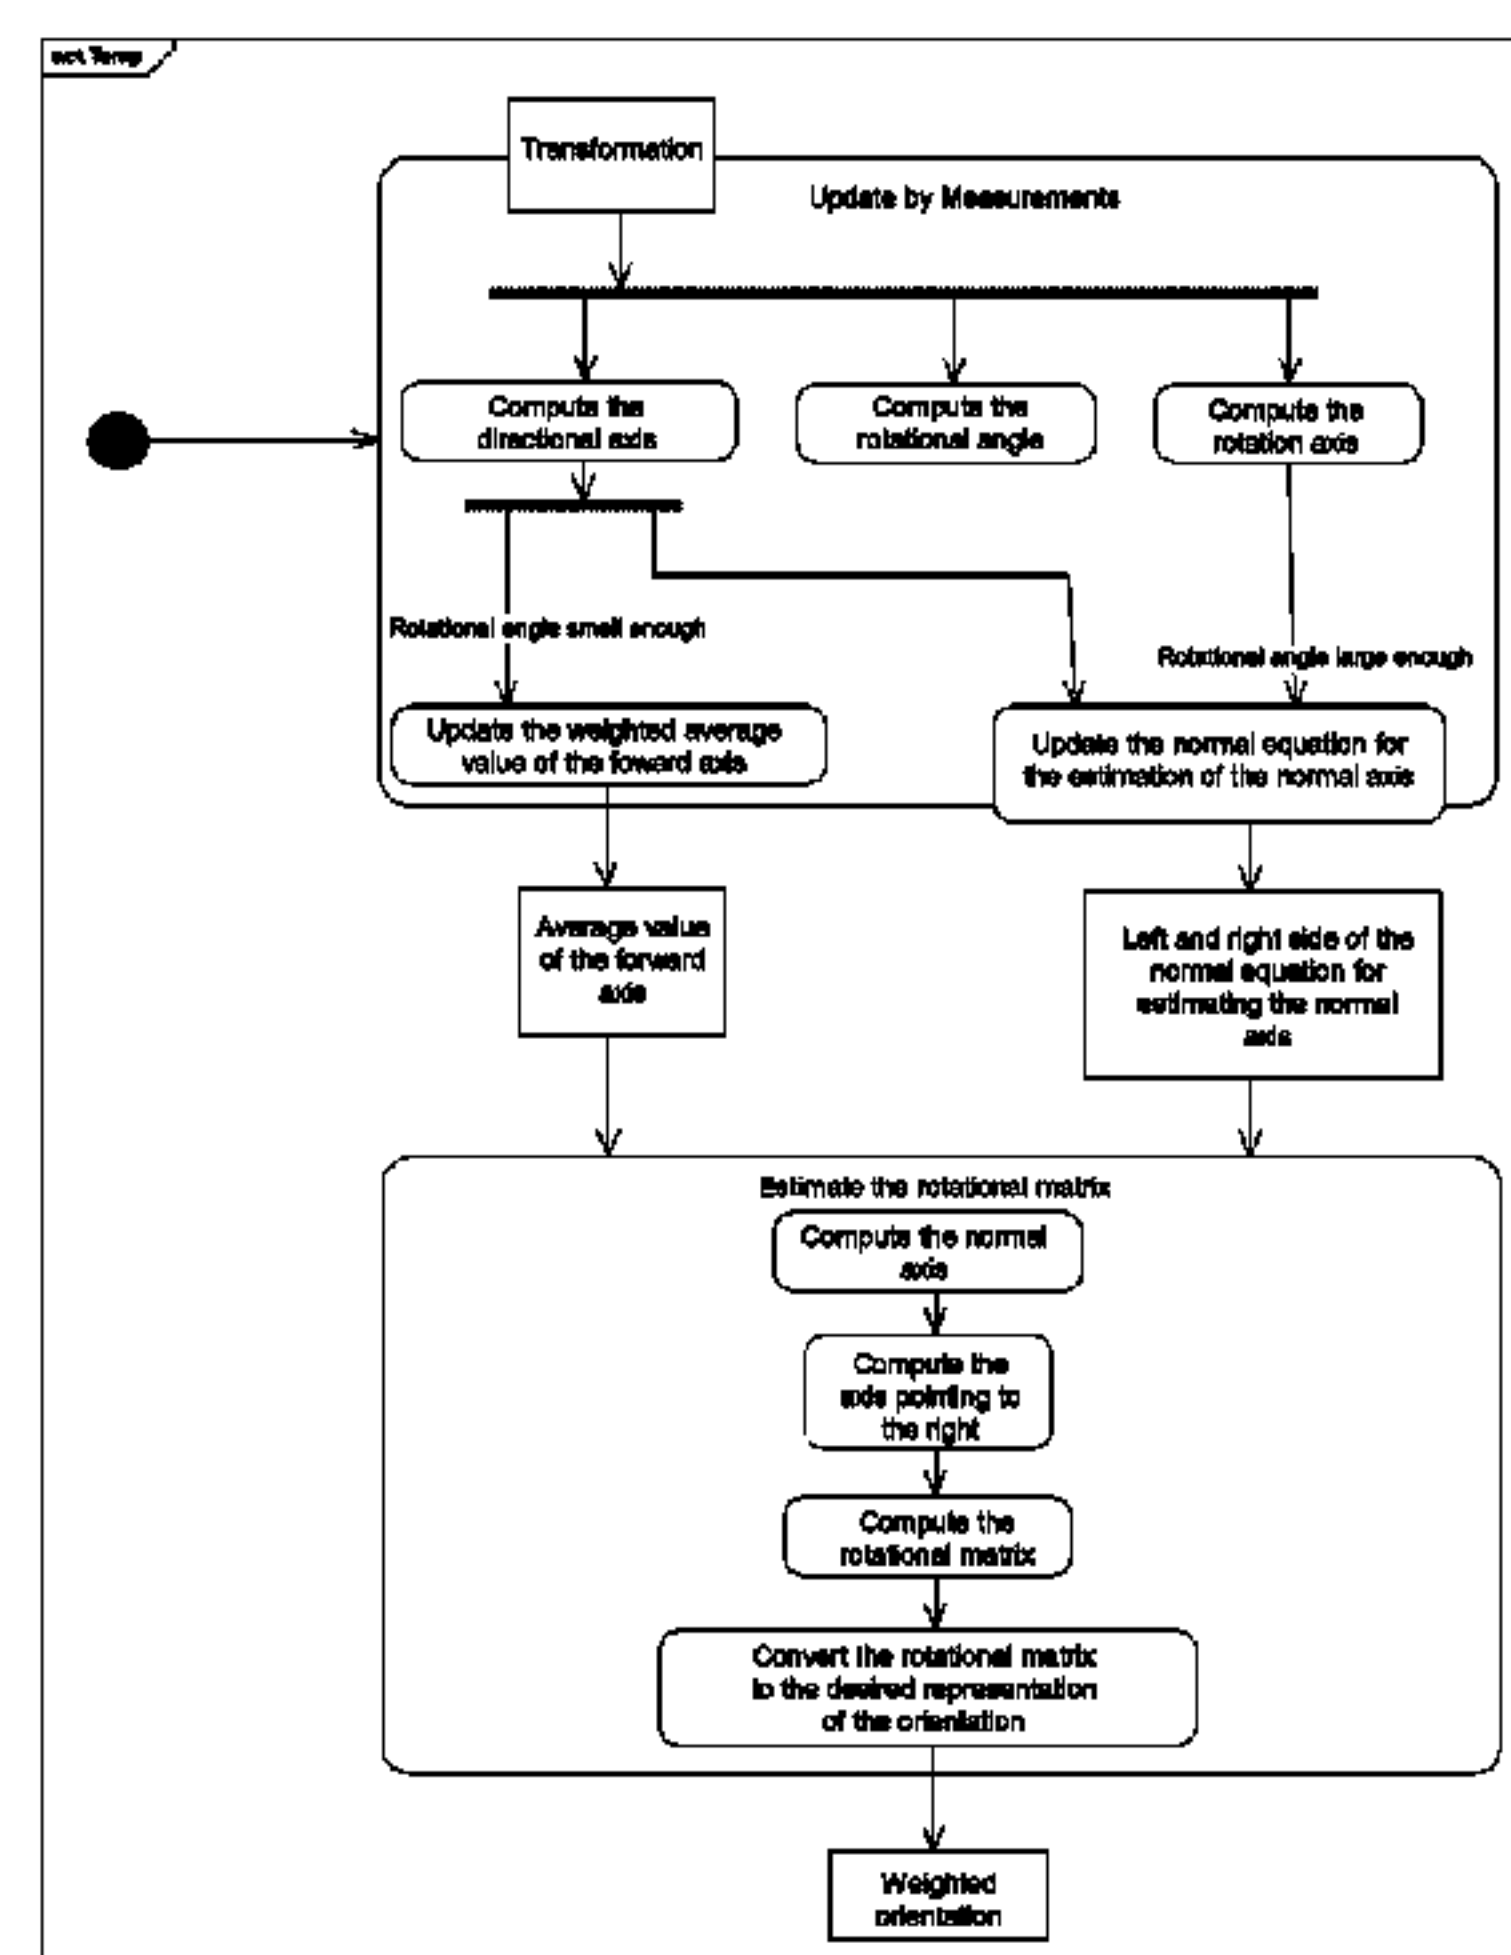 act Temp
Transformation
Update by Measurements
Compute the
directional axis
Compute the
rotational angle
Compute the
rotation axis
Rotational angle small enough
Rotational angle large enough
Update the weighted average
value of the foward axis
Update the normal equation for
the estimation of the normal axis
Average value
of the forward
axis
Left and right side of the
normal equation for
estimating the normal
axis
Estimate the rotational matrix
Compute the normal
axis
Compute the
axis pointing to
the right
Compute the
rotational matrix
Convert the rotational matrix
to the desired representation
of the orientation
Weighted
orientation